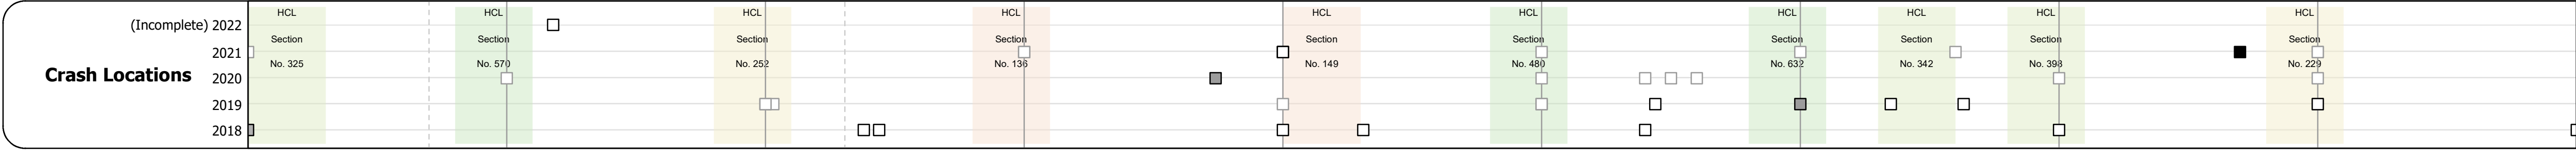 Crash Locations
(Incomplete) 2022
2021
2020
2019
2018
HCL
Section
No. 325
HCL
Section
No. 570
HCL
Section
No. 252
HCL
Section
No. 136
HCL
Section
No. 149
HCL
Section
No. 480
HCL
Section
No. 632
HCL
Section
No. 342
HCL
Section
No. 398
HCL
Section
No. 229